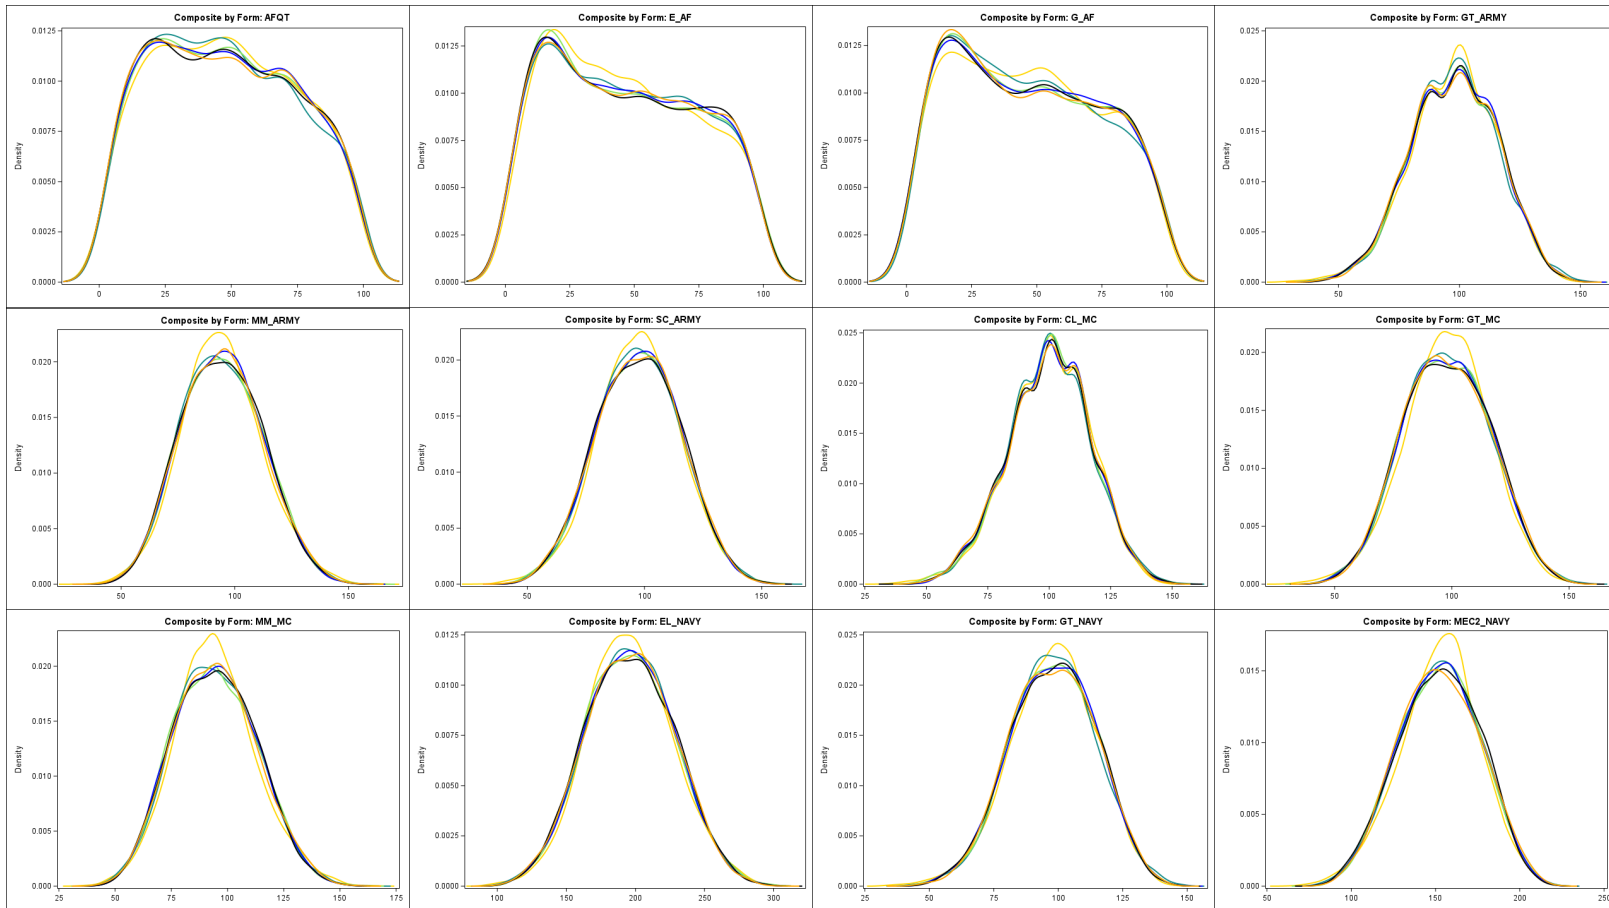 Composite by Form: AFQT
Density
0.0125
0.0100
0.0075
0.0050
0.0025
0.0000
0 25 50 75 100
Composite by Form: E_AF
Density
0.0125
0.0100
0.0075
0.0050
0.0025
0.0000
0 25 50 75 100
Composite by Form: G_AF
Density
0.0125
0.0100
0.0075
0.0050
0.0025
0.0000
0 25 50 75 100
Composite by Form: GT_ARMY
Density
0.025
0.020
0.015
0.010
0.005
0.000
50 100 150
Composite by Form: MM_ARMY
Density
0.020
0.015
0.010
0.005
0.000
50 100 150
Composite by Form: SC_ARMY
Density
0.020
0.015
0.010
0.005
0.000
50 100 150
Composite by Form: CL_MC
Density
0.025
0.020
0.015
0.010
0.005
0.000
25 50 75 100 125 150
Composite by Form: GT_MC
Density
0.020
0.015
0.010
0.005
0.000
50 100 150
Composite by Form: MM_MC
Density
0.020
0.015
0.010
0.005
0.000
25 50 75 100 125 150 175
Composite by Form: EL_NAVY
Density
0.0125
0.0100
0.0075
0.0050
0.0025
0.0000
100 150 200 250 300
Composite by Form: GT_NAVY
Density
0.025
0.020
0.015
0.010
0.005
0.000
25 50 75 100 125 150
Composite by Form: MEC2_NAVY
Density
0.015
0.010
0.005
0.000
50 100 150 200 250